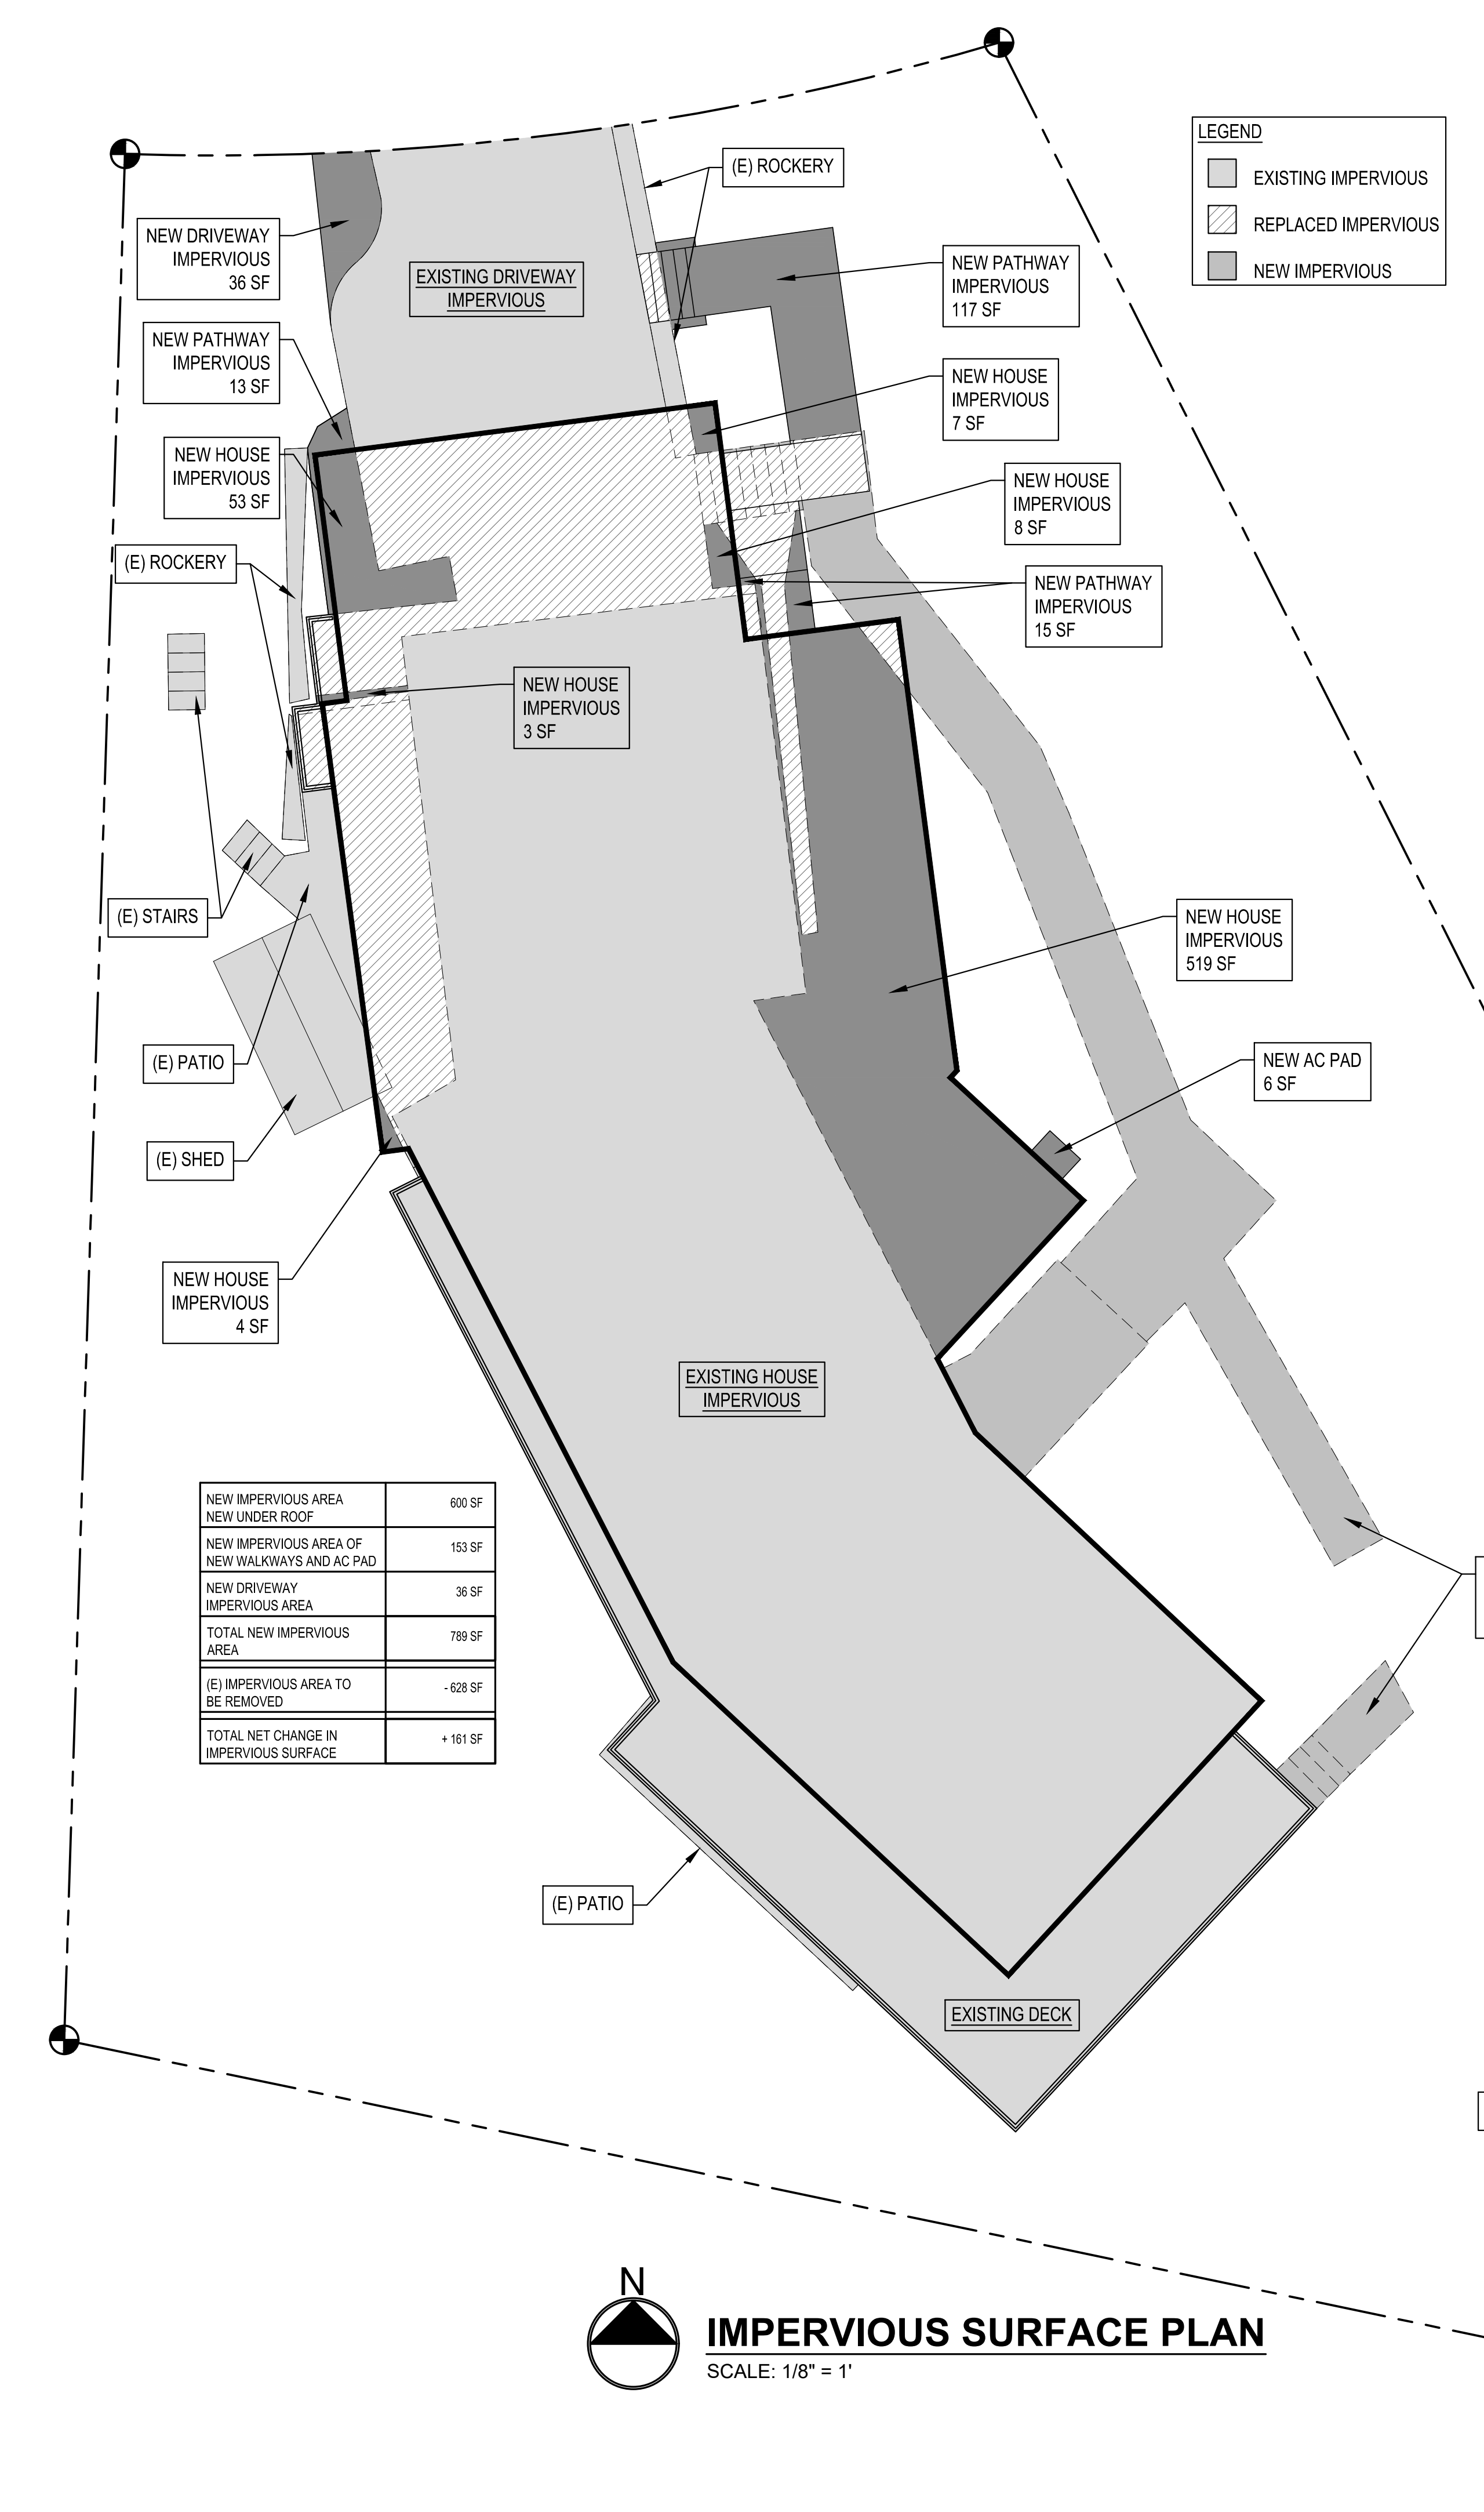 LEGEND
EXISTING IMPERVIOUS
REPLACED IMPERVIOUS
NEW IMPERVIOUS
(E) ROCKERY
NEW DRIVEWAY
IMPERVIOUS
36 SF
EXISTING DRIVEWAY
IMPERVIOUS
NEW PATHWAY
IMPERVIOUS
117 SF
NEW PATHWAY
IMPERVIOUS
13 SF
NEW HOUSE
IMPERVIOUS
7 SF
NEW HOUSE
IMPERVIOUS
53 SF
NEW HOUSE
IMPERVIOUS
8 SF
(E) ROCKERY
NEW PATHWAY
IMPERVIOUS
15 SF
NEW HOUSE
IMPERVIOUS
3 SF
(E) STAIRS
NEW HOUSE
IMPERVIOUS
519 SF
(E) PATIO
NEW AC PAD
6 SF
(E) SHED
NEW HOUSE
IMPERVIOUS
4 SF
EXISTING HOUSE
IMPERVIOUS
NEW IMPERVIOUS AREA
NEW UNDER ROOF
600 SF
NEW IMPERVIOUS AREA OF
NEW WALKWAYS AND AC PAD
153 SF
NEW DRIVEWAY
IMPERVIOUS AREA
36 SF
TOTAL NEW IMPERVIOUS
AREA
789 SF
(E) IMPERVIOUS AREA TO
BE REMOVED
- 628 SF
TOTAL NET CHANGE IN
IMPERVIOUS SURFACE
+ 161 SF
(E) PATIO
EXISTING DECK
N
IMPERVIOUS SURFACE PLAN
SCALE: 1/8" = 1'